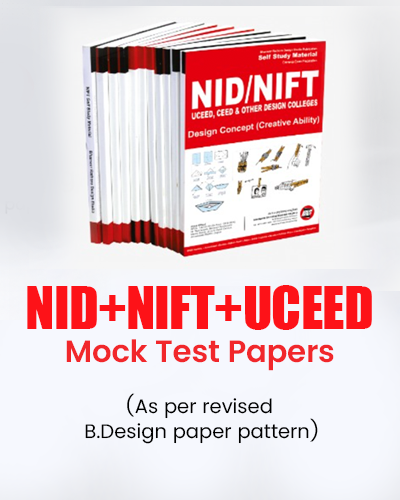 Self Study Material
NID/NIFT
UCEED, CEED & OTHER DESIGN COLLEGES
Design Concept (Creative Ability)
NID+NIFT+UCEED
Mock Test Papers
(As per revised
B.Design paper pattern)